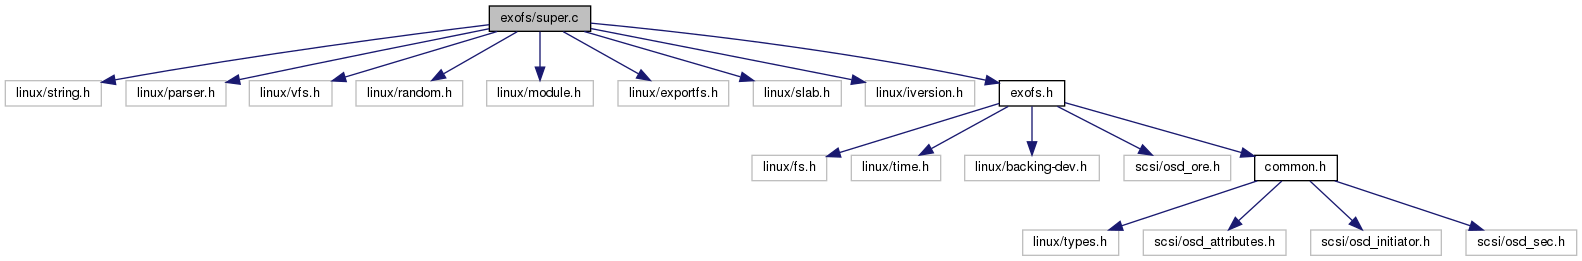 exofs/super.c
linux/string.h
linux/parser.h
linux/vfs.h
linux/random.h
linux/module.h
linux/exportfs.h
linux/slab.h
linux/iversion.h
exofs.h
linux/fs.h
linux/time.h
linux/backing-dev.h
scsi/osd_ore.h
common.h
linux/types.h
scsi/osd_attributes.h
scsi/osd_initiator.h
scsi/osd_sec.h